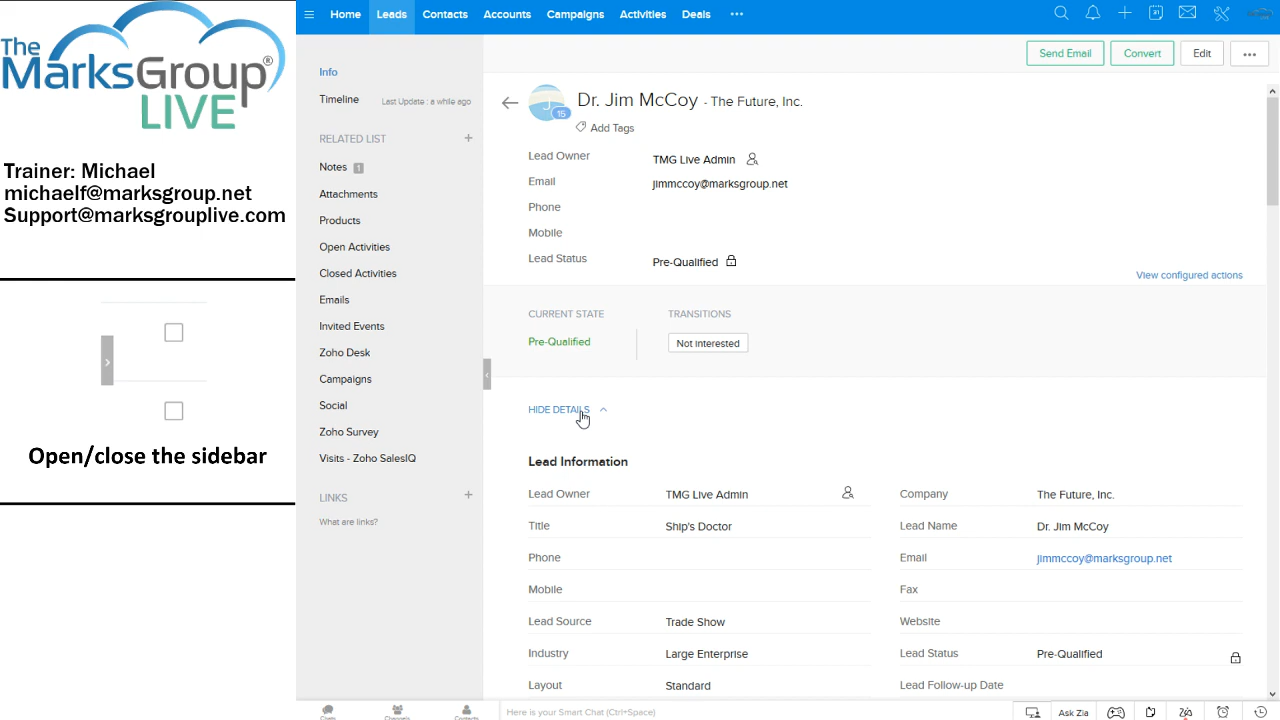 The
MarksGroup®
LIVE
Trainer: Michael
michaelf@marksgroup.net
Support@marksgrouplive.com
Open/close the sidebar
Home Leads Contacts Accounts Campaigns Activities Deals
31
Send Email Convert Edit
Info
Timeline Last Update : a while ago
RELATED LIST
Notes 1
Attachments
Products
Open Activities
Closed Activities
Emails
Invited Events
Zoho Desk
Campaigns
Social
Zoho Survey
Visits - Zoho SalesIQ
LINKS
What are links?
15
Dr. Jim McCoy - The Future, Inc.
Add Tags
Lead Owner TMG Live Admin
Email jimmccoy@marksgroup.net
Phone
Mobile
Lead Status Pre-Qualified
View configured actions
CURRENT STATE TRANSITIONS
Pre-Qualified Not interested
HIDE DETAILS
Lead Information
Lead Owner TMG Live Admin Company The Future, Inc.
Title Ship's Doctor Lead Name Dr. Jim McCoy
Phone Email jimmccoy@marksgroup.net
Mobile Fax
Lead Source Trade Show Website
Industry Large Enterprise Lead Status Pre-Qualified
Layout Standard Lead Follow-up Date
Chats Channels Contacts Here is your Smart Chat (Ctrl+Space) Ask Zia